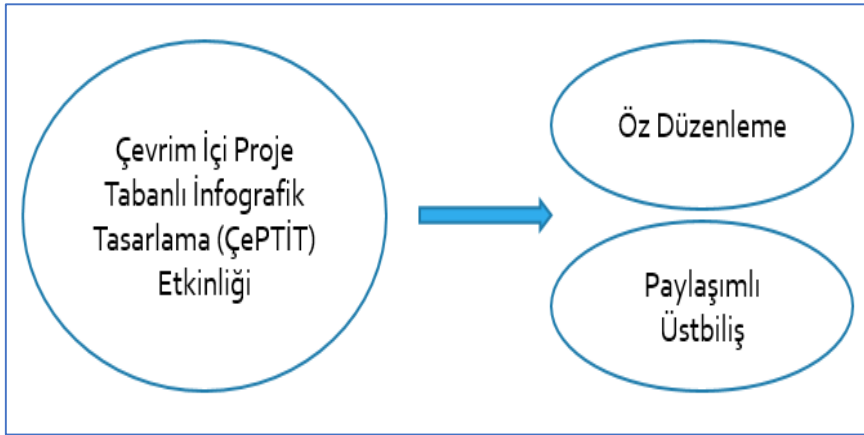 Çevrim İçi Proje
Tabanlı İnfografik
Tasarlama (ÇePTİT)
Etkinliği
Öz Düzenleme
Paylaşımlı
Üstbiliş